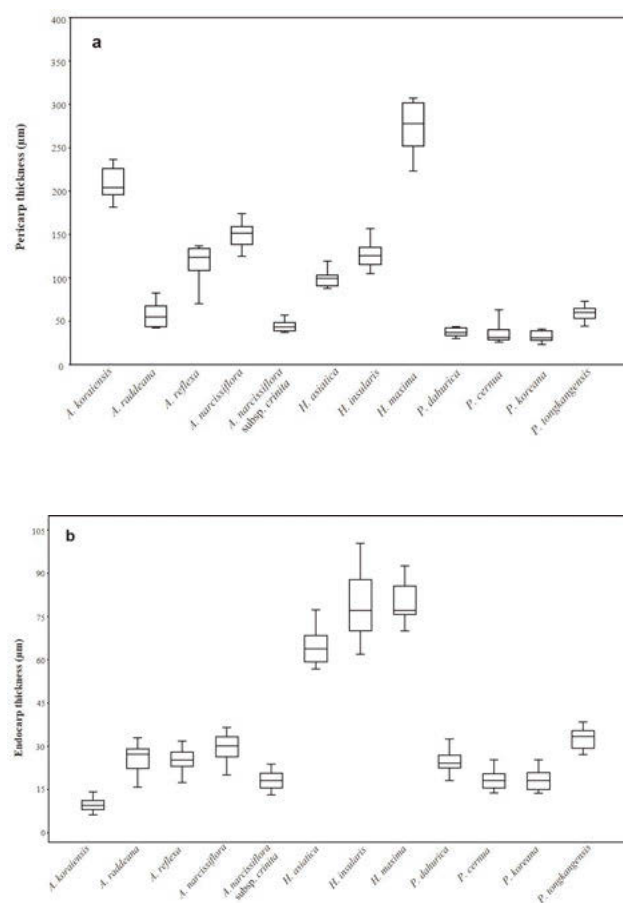 a
400
350
300
250
200
150
100
50
0
Pericarp thickness (µm)
A. koraiensis
A. raddeana
A. reflexa
A. narcissiflora
A. narcissiflora
subsp. crinita
H. asiatica
H. insularis
H. maxima
P. dahurica
P. cernua
P. koreana
P. tongkangensis
b
105
90
75
60
45
30
15
0
Endocarp thickness (µm)
A. koraiensis
A. raddeana
A. reflexa
A. narcissiflora
A. narcissiflora
subsp. crinita
H. asiatica
H. insularis
H. maxima
P. dahurica
P. cernua
P. koreana
P. tongkangensis